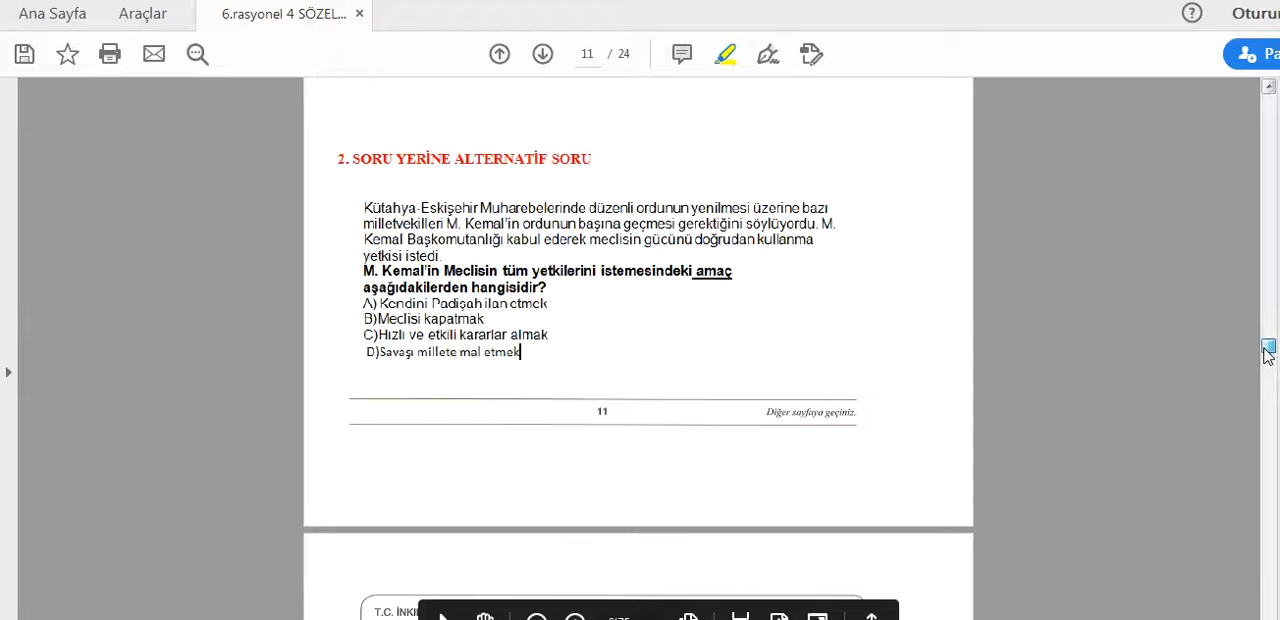 Ana Sayfa Araçlar 6.rasyonel 4 SÖZEL... × Oturu
11 / 24
2. SORU YERİNE ALTERNATİF SORU
Kütahya-Eskişehir Muharebelerinde düzenli ordunun yenilmesi üzerine bazı
milletvekilleri M. Kemal'in ordunun başına geçmesi gerektiğini söylüyordu. M.
Kemal Başkomutanlığı kabul ederek meclisin gücünü doğrudan kullanma
yetkisi istedi.
M. Kemal'in Meclisin tüm yetkilerini istemesindeki amaç
aşağıdakilerden hangisidir?
A) Kendini Padişah ilan etmek
B)Meclisi kapatmak
C)Hızlı ve etkili kararlar almak
D)Savaşı millete mal etmek
11 Diğer sayfaya geçiniz.
T.C. İNKI